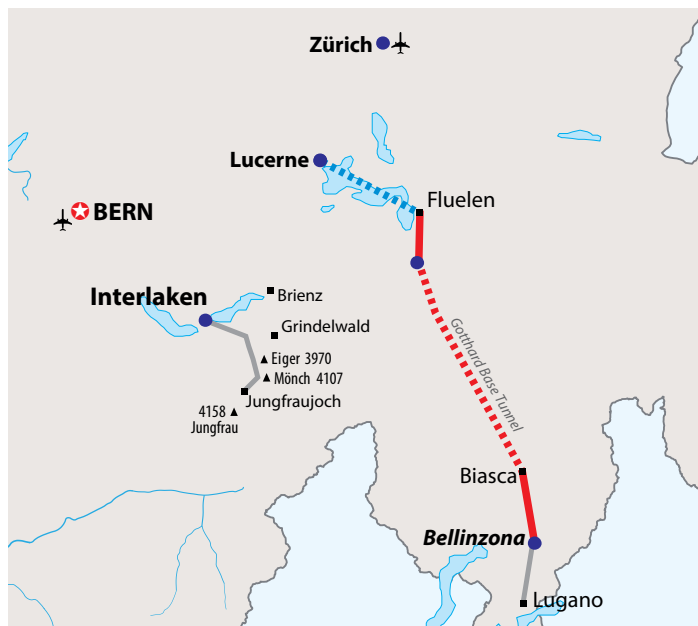 Zürich
Lucerne
Fluelen
BERN
Interlaken
Brienz
Grindelwald
Eiger 3970
Mönch 4107
Jungfraujoch
4158
Jungfrau
Gotthard Base Tunnel
Biasca
Bellinzona
Lugano